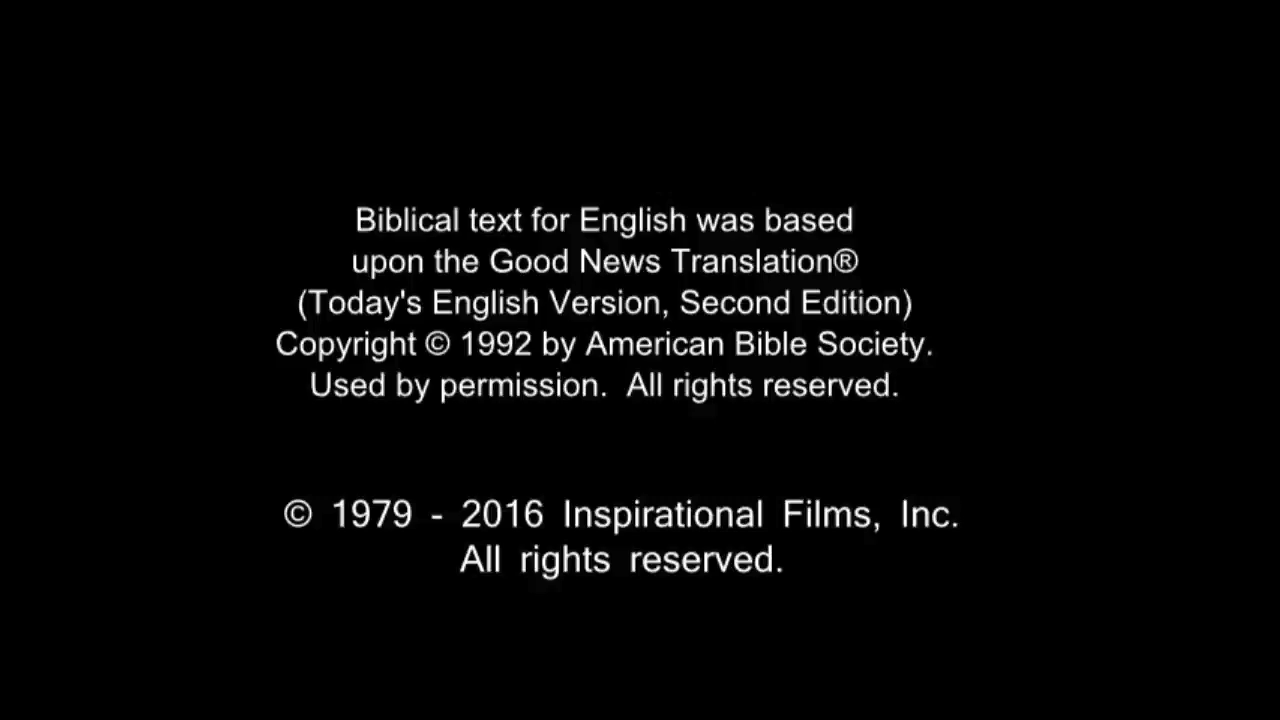 Biblical text for English was based
upon the Good News Translation®
(Today's English Version, Second Edition)
Copyright © 1992 by American Bible Society.
Used by permission.  All rights reserved.
© 1979 - 2016 Inspirational Films, Inc.
All rights reserved.